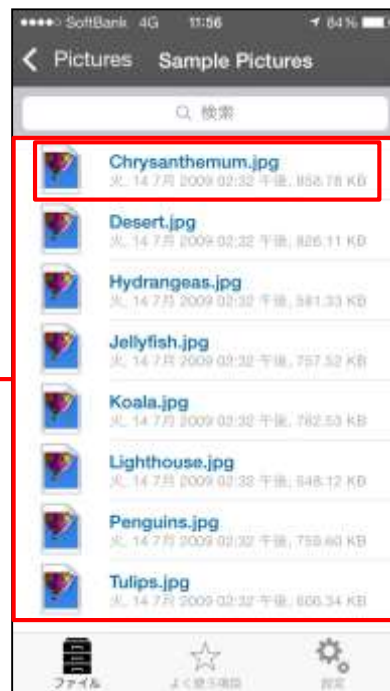 SoftBank 4G 11:56 84%
Pictures Sample Pictures
検索
Chrysanthemum.jpg
火, 14 7月 2009 02:32 午後, 858.78 KB
Desert.jpg
火, 14 7月 2009 02:32 午後, 826.11 KB
Hydrangeas.jpg
火, 14 7月 2009 02:32 午後, 581.33 KB
Jellyfish.jpg
火, 14 7月 2009 02:32 午後, 757.52 KB
Koala.jpg
火, 14 7月 2009 02:32 午後, 762.53 KB
Lighthouse.jpg
火, 14 7月 2009 02:32 午後, 548.12 KB
Penguins.jpg
火, 14 7月 2009 02:32 午後, 759.60 KB
Tulips.jpg
火, 14 7月 2009 02:32 午後, 606.34 KB
ファイル よく使う項目 設定